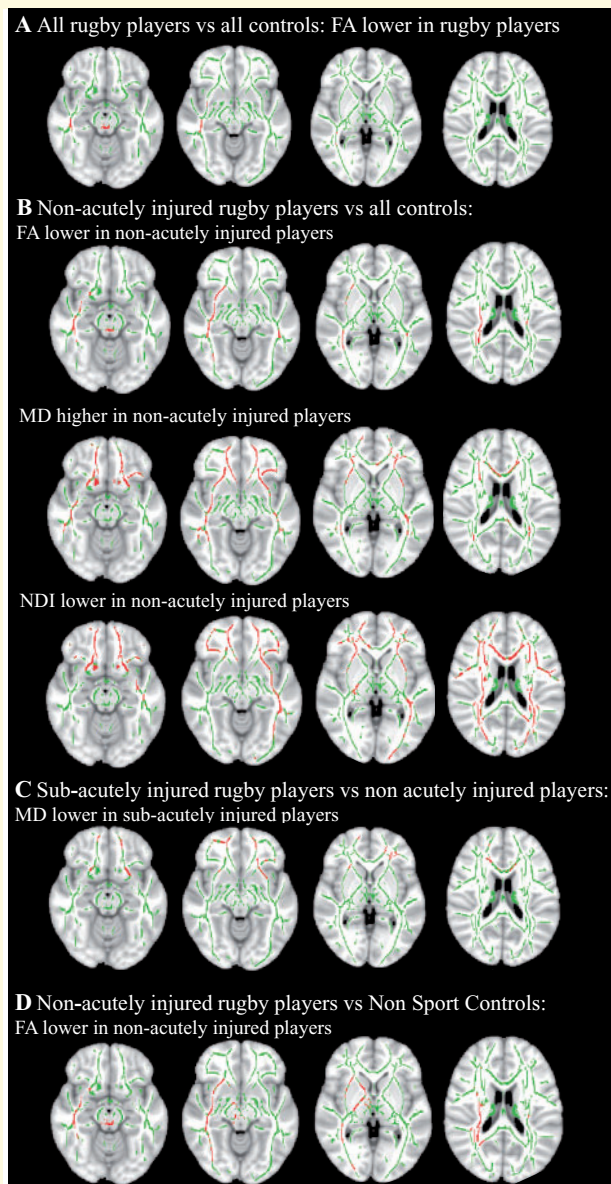 A All rugby players vs all controls: FA lower in rugby players
B Non-acutely injured rugby players vs all controls:
FA lower in non-acutely injured players
MD higher in non-acutely injured players
NDI lower in non-acutely injured players
C Sub-acutely injured rugby players vs non acutely injured players:
MD lower in sub-acutely injured players
D Non-acutely injured rugby players vs Non Sport Controls:
FA lower in non-acutely injured players